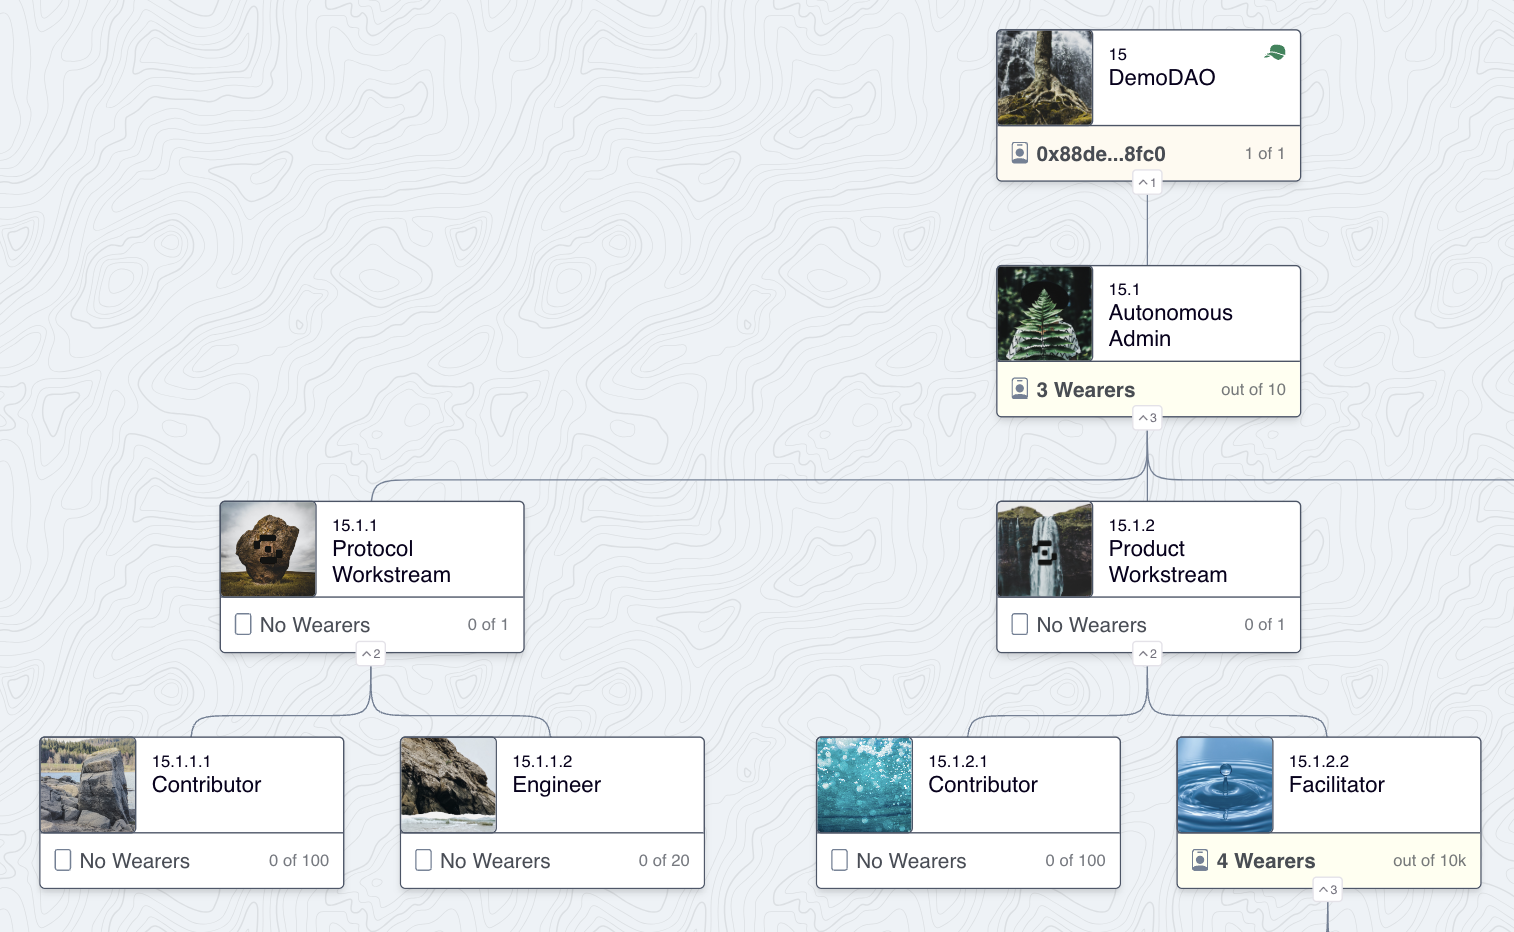 15
DemoDAO
0x88de...8fc0 1 of 1
1
15.1
Autonomous
Admin
3 Wearers out of 10
3
15.1.1
Protocol
Workstream
No Wearers 0 of 1
2
15.1.2
Product
Workstream
No Wearers 0 of 1
2
15.1.1.1
Contributor
No Wearers 0 of 100
15.1.1.2
Engineer
No Wearers 0 of 20
15.1.2.1
Contributor
No Wearers 0 of 100
15.1.2.2
Facilitator
4 Wearers out of 10k
3